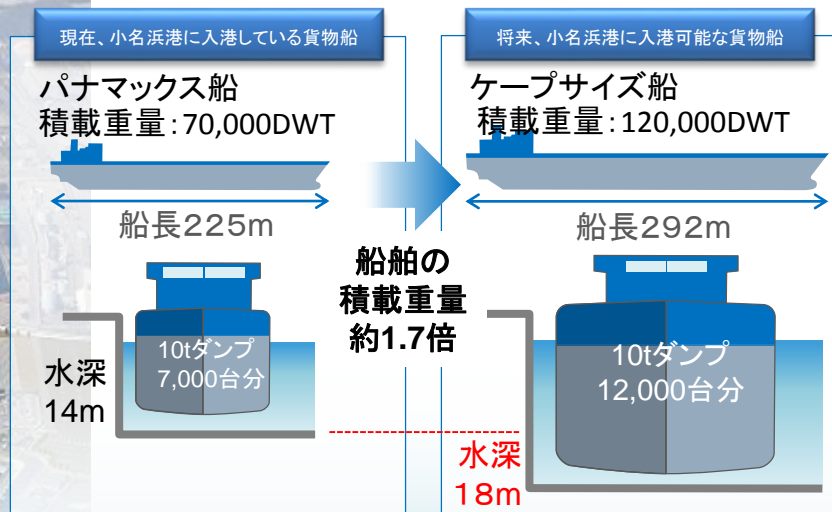 現在、小名浜港に入港している貨物船
パナマックス船
積載重量：70,000DWT
船長225m
10tダンプ
7,000台分
水深
14m
船舶の
積載重量
約1.7倍
将来、小名浜港に入港可能な貨物船
ケープサイズ船
積載重量：120,000DWT
船長292m
10tダンプ
12,000台分
水深
18m